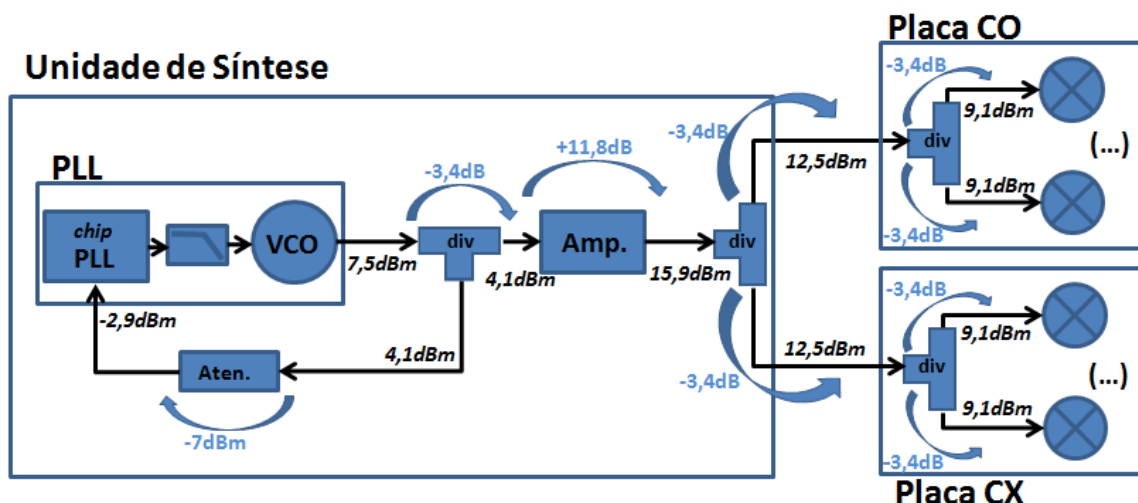 Placa CO
Unidade de Síntese
-3,4dB
-3,4dB
9,1dBm
+11,8dB
div
(...)
PLL
-3,4dB
12,5dBm
9,1dBm
-3,4dB
chip
PLL
VCO
div
Amp.
div
7,5dBm
4,1dBm
15,9dBm
-3,4dB
-2,9dBm
9,1dBm
4,1dBm
12,5dBm
div
(...)
Aten.
-3,4dB
9,1dBm
-7dBm
-3,4dB
Placa CX